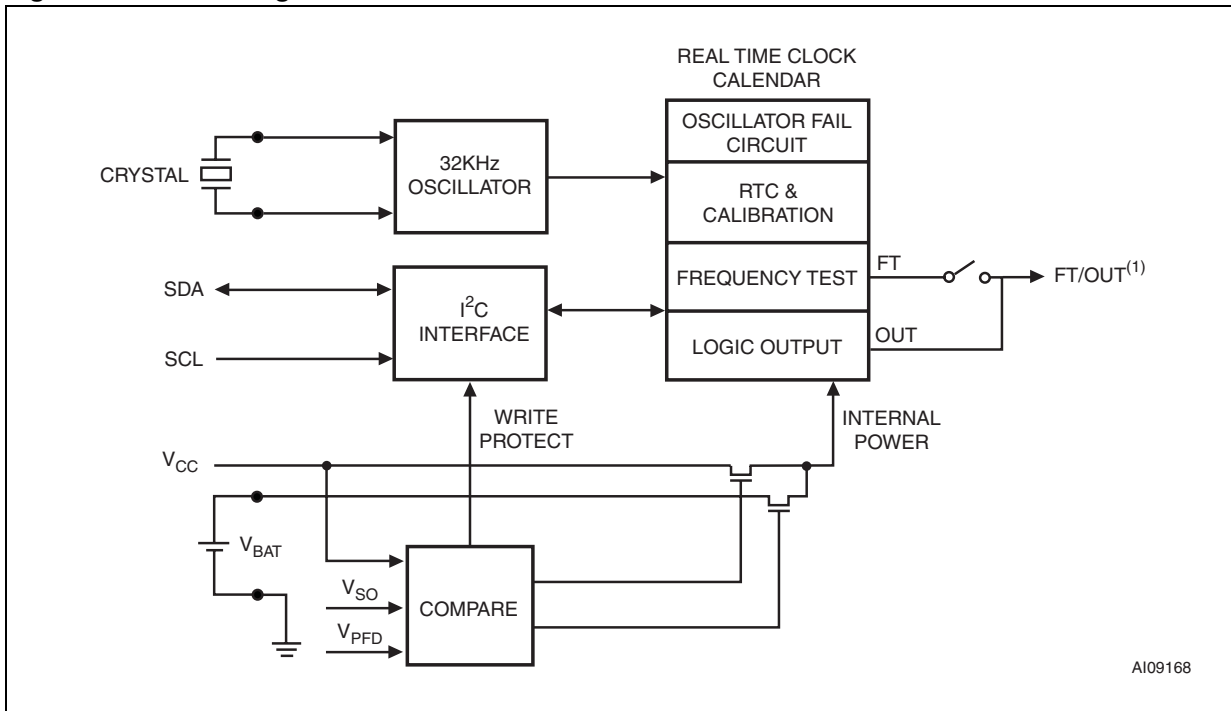 REAL TIME CLOCK
CALENDAR
OSCILLATOR FAIL
CIRCUIT
CRYSTAL
32KHz
OSCILLATOR
RTC &
CALIBRATION
FREQUENCY TEST
FT
FT/OUT(1)
SDA
I2C
INTERFACE
SCL
LOGIC OUTPUT
OUT
WRITE
PROTECT
INTERNAL
POWER
VCC
VBAT
VSO
COMPARE
VPFD
AI09168